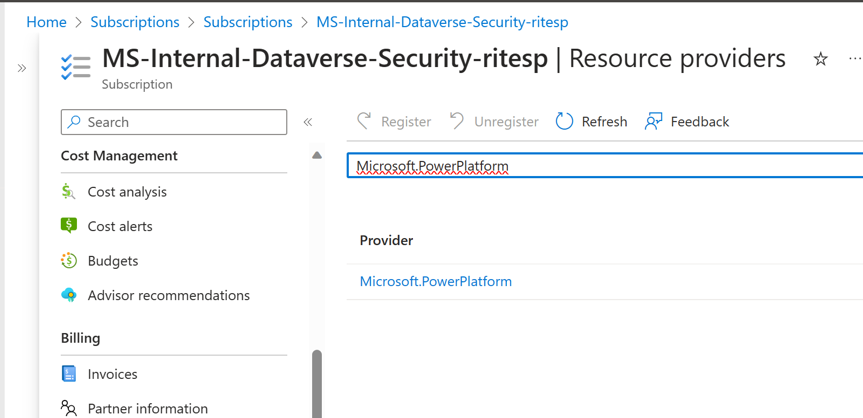 Home > Subscriptions > Subscriptions > MS-Internal-Dataverse-Security-ritesp
MS-Internal-Dataverse-Security-ritesp | Resource providers
Subscription
Search
Register
Unregister
Refresh
Feedback
Microsoft.PowerPlatform
Cost Management
Cost analysis
Cost alerts
Budgets
Advisor recommendations
Billing
Invoices
Partner information
Provider
Microsoft.PowerPlatform